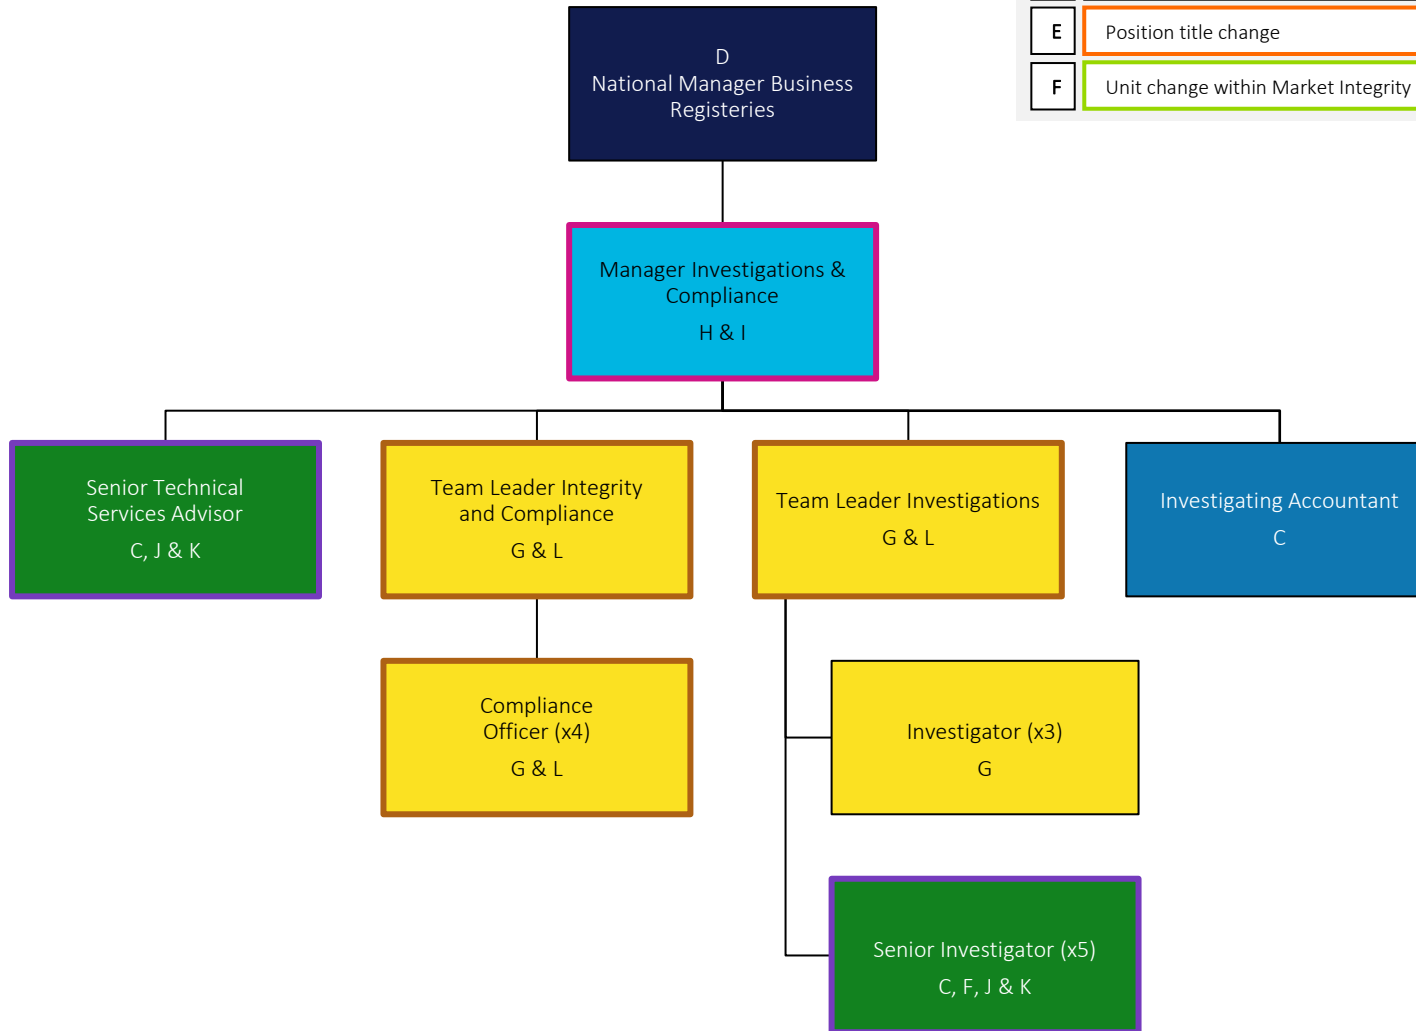 D
National Manager Business
Registeries
E
Position title change
F
Unit change within Market Integrity
Manager Investigations &
Compliance
H & I
Senior Technical
Services Advisor
C, J & K
Team Leader Integrity
and Compliance
G & L
Team Leader Investigations
G & L
Investigating Accountant
C
Compliance
Officer (x4)
G & L
Investigator (x3)
G
Senior Investigator (x5)
C, F, J & K